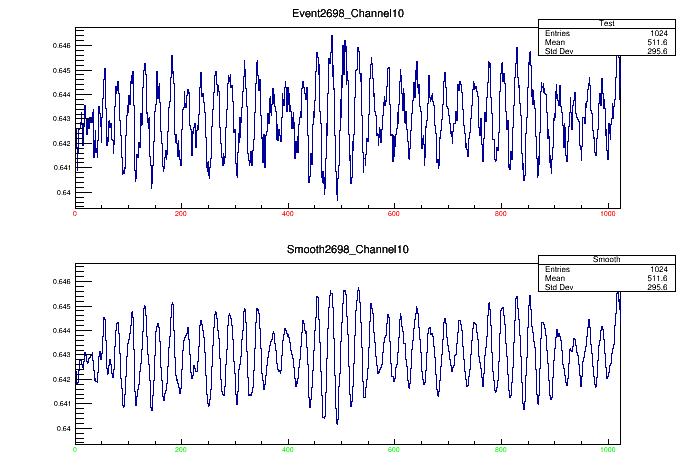 Event2698_Channel10
Test
Entries 1024
Mean 511.6
Std Dev 295.6
0.646
0.645
0.644
0.643
0.642
0.641
0.64
0 200 400 600 800 1000
Smooth2698_Channel10
Smooth
Entries 1024
Mean 511.6
Std Dev 295.6
0.646
0.645
0.644
0.643
0.642
0.641
0.64
0 200 400 600 800 1000